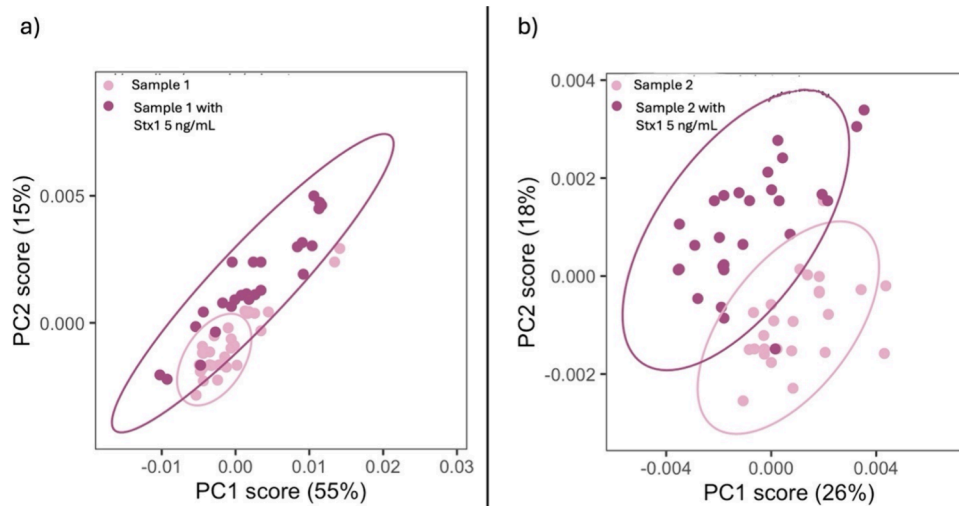 a)
Sample 1
Sample 1 with
Stx1 5 ng/mL
0.005
0.000
PC2 score (15%)
-0.01
0.00
0.01
0.02
0.03
PC1 score (55%)
b)
Sample 2
Sample 2 with
Stx1 5 ng/mL
0.004
0.002
0.000
-0.002
PC2 score (18%)
-0.004
0.000
0.004
PC1 score (26%)